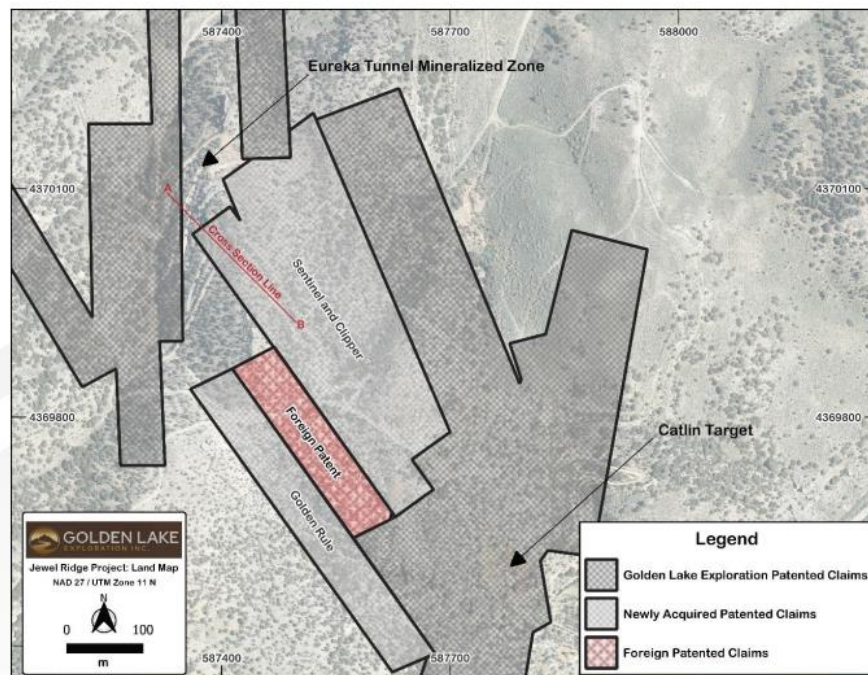 587400
587700
588000
Eureka Tunnel Mineralized Zone
4370100
4370100
A
Cross Section Line
B
Sentinel and Clipper
4369800
4369800
Foreign Patent
Catlin Target
Golden Rule
GOLDEN LAKE
EXPLORATION INC.
Jewel Ridge Project: Land Map
NAD 27 / UTM Zone 11 N
N
0 100
m
Legend
Golden Lake Exploration Patented Claims
Newly Acquired Patented Claims
Foreign Patented Claims
587400
587700